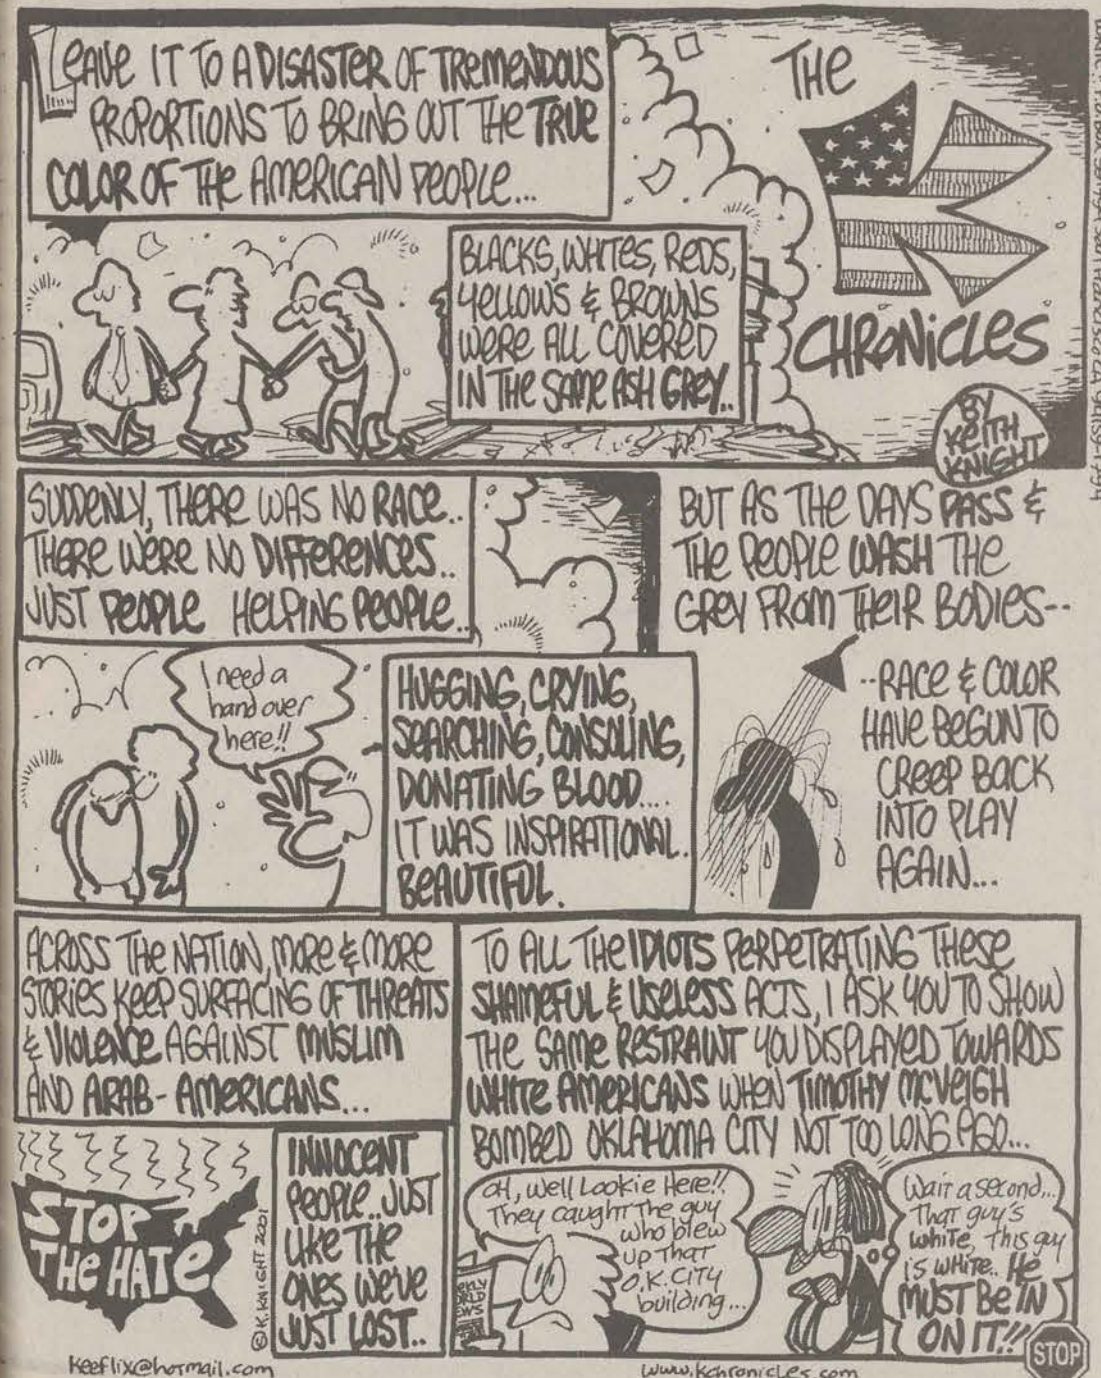 LEAVE IT TO A DISASTER OF TREMENDOUS
PROPORTIONS TO BRING OUT THE TRUE
COLOR OF THE AMERICAN PEOPLE...
THE
K
CHRONICLES
BY
KEITH
KNIGHT
BLACKS, WHITES, REDS,
YELLOWS & BROWNS
WERE ALL COVERED
IN THE SAME ASH GREY..
SUDDENLY, THERE WAS NO RACE..
THERE WERE NO DIFFERENCES..
JUST PEOPLE HELPING PEOPLE..
I need a
hand over
here!!
HUGGING, CRYING,
SEARCHING, CONSOLING,
DONATING BLOOD....
IT WAS INSPIRATIONAL.
BEAUTIFUL.
BUT AS THE DAYS PASS &
THE PEOPLE WASH THE
GREY FROM THEIR BODIES--
..RACE & COLOR
HAVE BEGUN TO
CREEP BACK
INTO PLAY
AGAIN...
ACROSS THE NATION, MORE & MORE
STORIES KEEP SURFACING OF THREATS
& VIOLENCE AGAINST MUSLIM
AND ARAB-AMERICANS...
STOP
THE HATE
© K. KNIGHT 2001
INNOCENT
PEOPLE.. JUST
LIKE THE
ONES WE'VE
JUST LOST..
TO ALL THE IDIOTS PERPETRATING THESE
SHAMEFUL & USELESS ACTS, I ASK YOU TO SHOW
THE SAME RESTRAINT YOU DISPLAYED TOWARDS
WHITE AMERICANS WHEN TIMOTHY MCVEIGH
BOMBED OKLAHOMA CITY NOT TOO LONG AGO...
OH, Well Lookie Here!!
They caught the guy
who blew
up that
O.K. CITY
building...
Wait a second...
That guy's
white, this guy
is white.. He
MUST BE IN
ON IT!!!
STOP
keeflix@hotmail.com
www.kchronicles.com